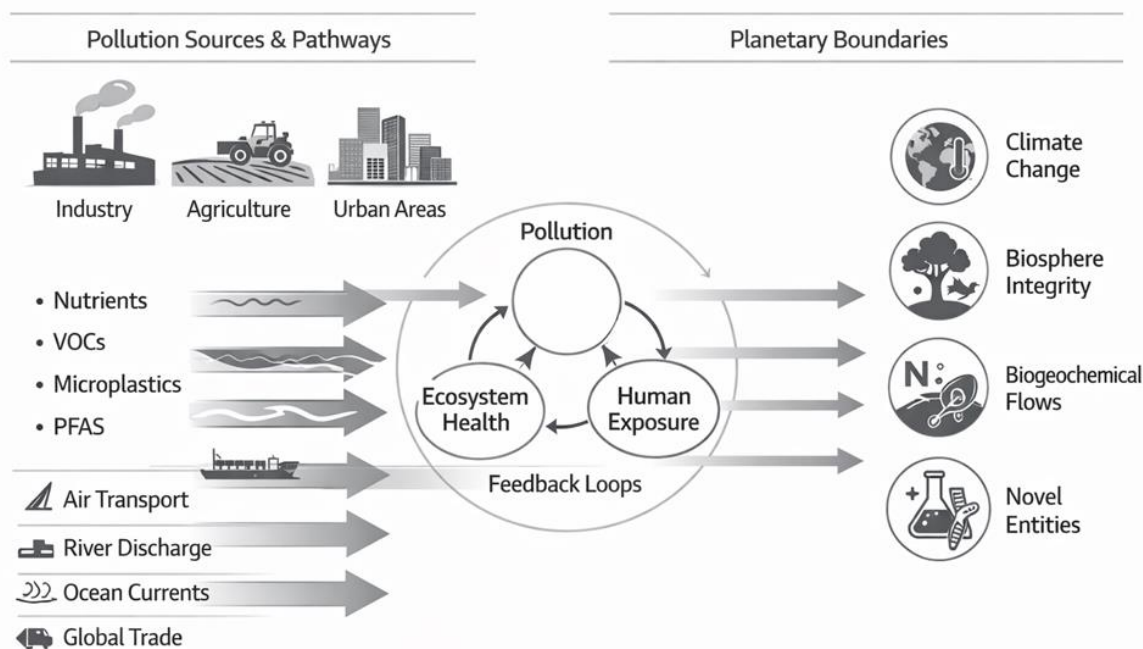 Pollution Sources & Pathways
Planetary Boundaries
Industry
Agriculture
Urban Areas
• Nutrients
• VOCs
• Microplastics
• PFAS
Air Transport
River Discharge
Ocean Currents
Global Trade
Pollution
Ecosystem
Health
Human
Exposure
Feedback Loops
Climate
Change
Biosphere
Integrity
N
Biogeochemical
Flows
Novel
Entities